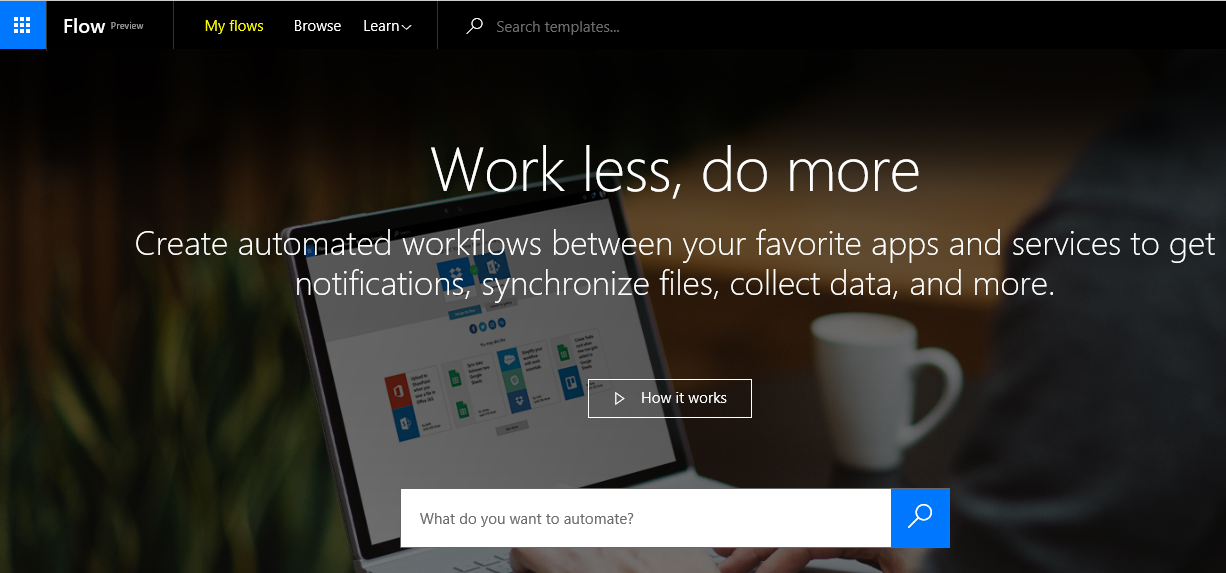 Flow Preview
My flows
Browse
Learn
Search templates...
Work less, do more
Create automated workflows between your favorite apps and services to get
notifications, synchronize files, collect data, and more.
How it works
What do you want to automate?